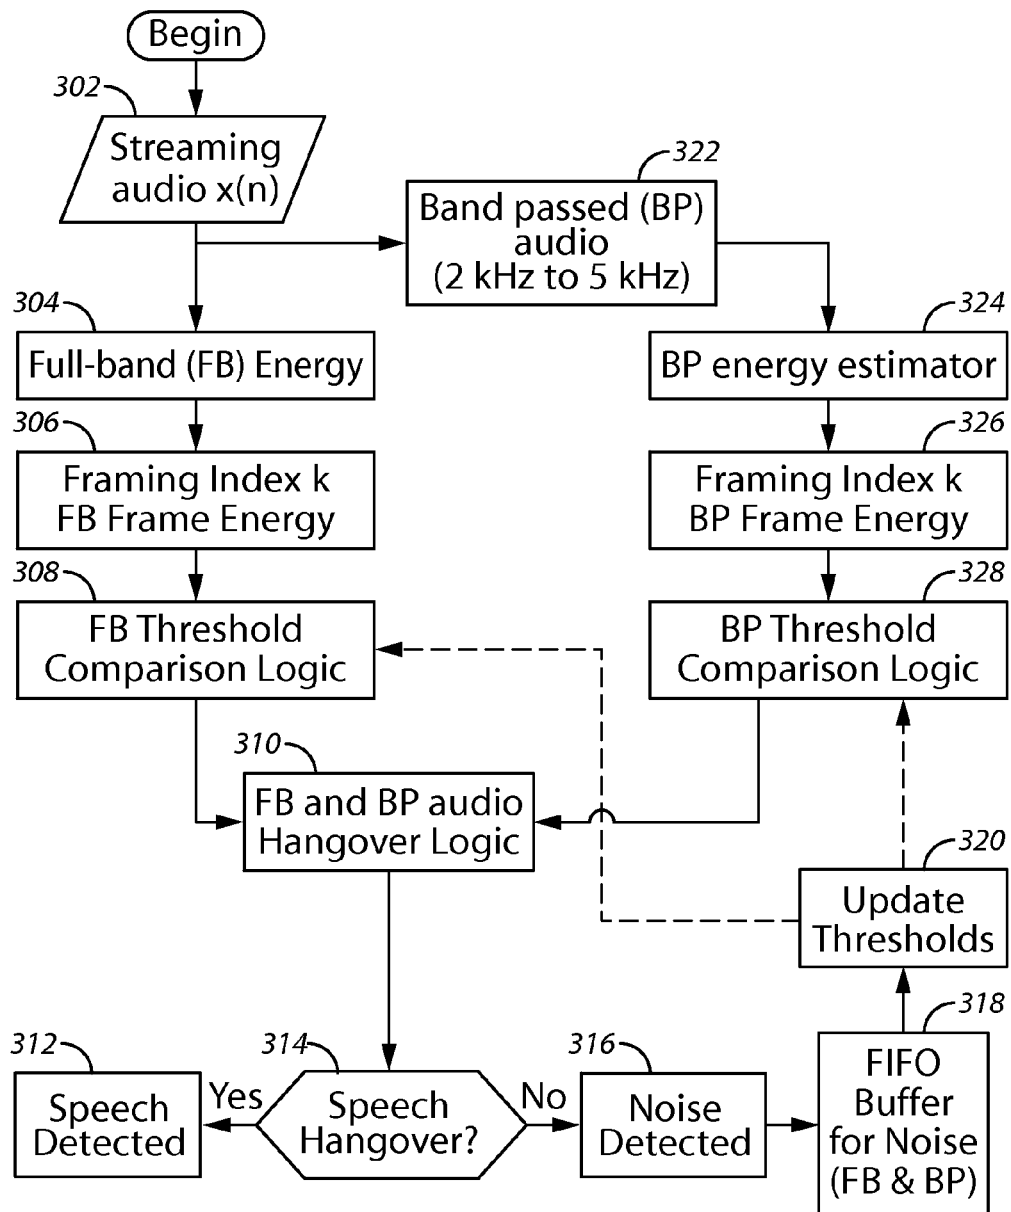 Begin
302
Streaming
audio x(n)
322
Band passed (BP)
audio
(2 kHz to 5 kHz)
304
Full-band (FB) Energy
324
BP energy estimator
306
Framing Index k
FB Frame Energy
326
Framing Index k
BP Frame Energy
308
FB Threshold
Comparison Logic
328
BP Threshold
Comparison Logic
310
FB and BP audio
Hangover Logic
320
Update
Thresholds
312
Speech
Detected
Yes
314
Speech
Hangover?
No
316
Noise
Detected
318
FIFO
Buffer
for Noise
(FB & BP)